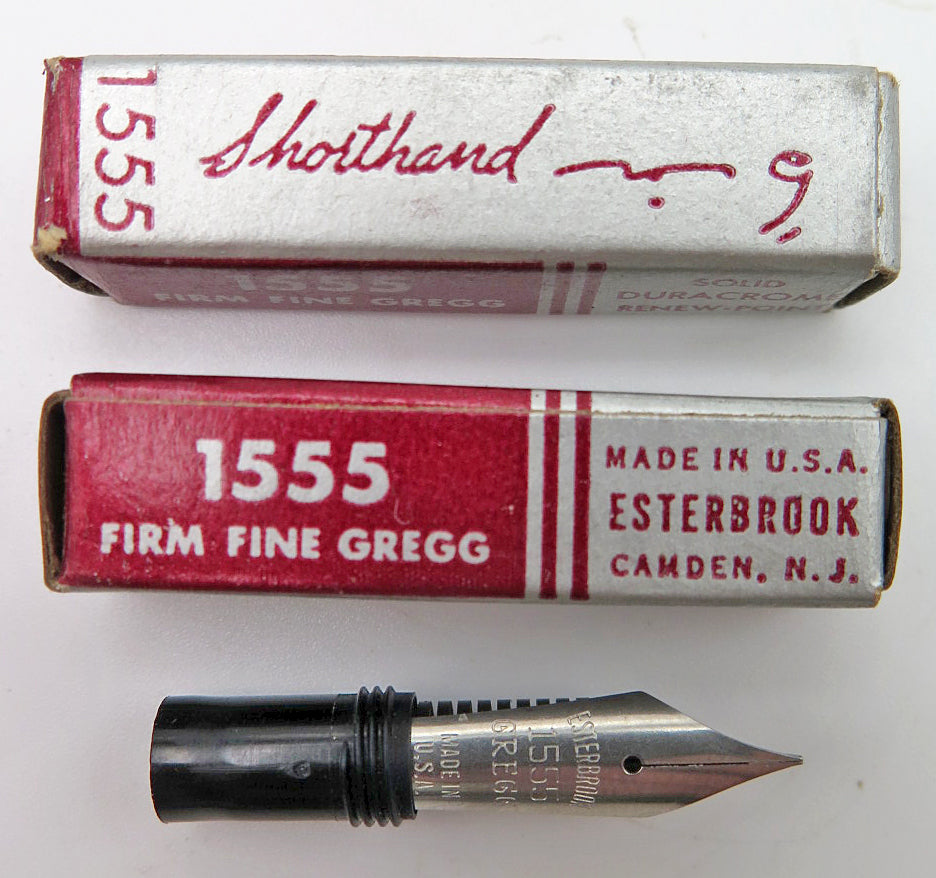 1555
Shorthand
1555
FIRM FINE GREGG
SOLID
DURACROME
RENEW-POINT
1555
FIRM FINE GREGG
MADE IN U.S.A.
ESTERBROOK
CAMDEN, N.J.
ESTERBROOK
1555
GREGG
MADE IN
U.S.A